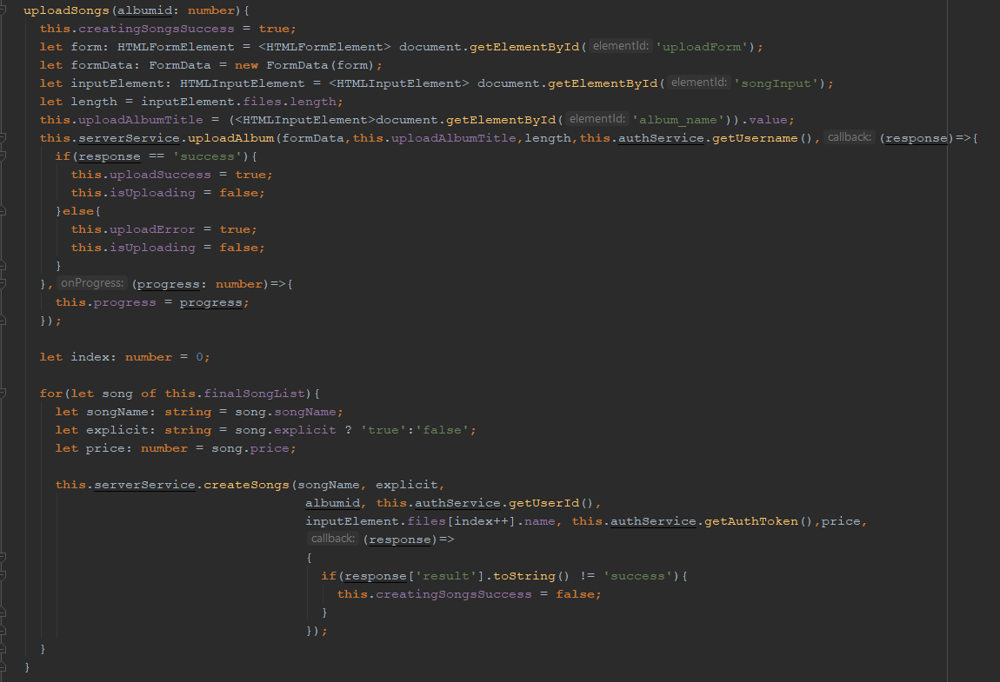 uploadSongs(albumid: number){
this.creatingSongsSuccess = true;
let form: HTMLFormElement = <HTMLFormElement> document.getElementById( elementId: 'uploadForm');
let formData: FormData = new FormData(form);
let inputElement: HTMLInputElement = <HTMLInputElement> document.getElementById( elementId: 'songInput');
let length = inputElement.files.length;
this.uploadAlbumTitle = (<HTMLInputElement>document.getElementById( elementId: 'album_name')).value;
this.serverService.uploadAlbum(formData,this.uploadAlbumTitle,length,this.authService.getUsername(), callback: (response)=>{
if(response == 'success'){
this.uploadSuccess = true;
this.isUploading = false;
}else{
this.uploadError = true;
this.isUploading = false;
}
}, onProgress: (progress: number)=>{
this.progress = progress;
});
let index: number = 0;
for(let song of this.finalSongList){
let songName: string = song.songName;
let explicit: string = song.explicit ? 'true':'false';
let price: number = song.price;
this.serverService.createSongs(songName, explicit,
albumid, this.authService.getUserId(),
inputElement.files[index++].name, this.authService.getAuthToken(),price,
callback: (response)=>
{
if(response['result'].toString() != 'success'){
this.creatingSongsSuccess = false;
}
});
}
}